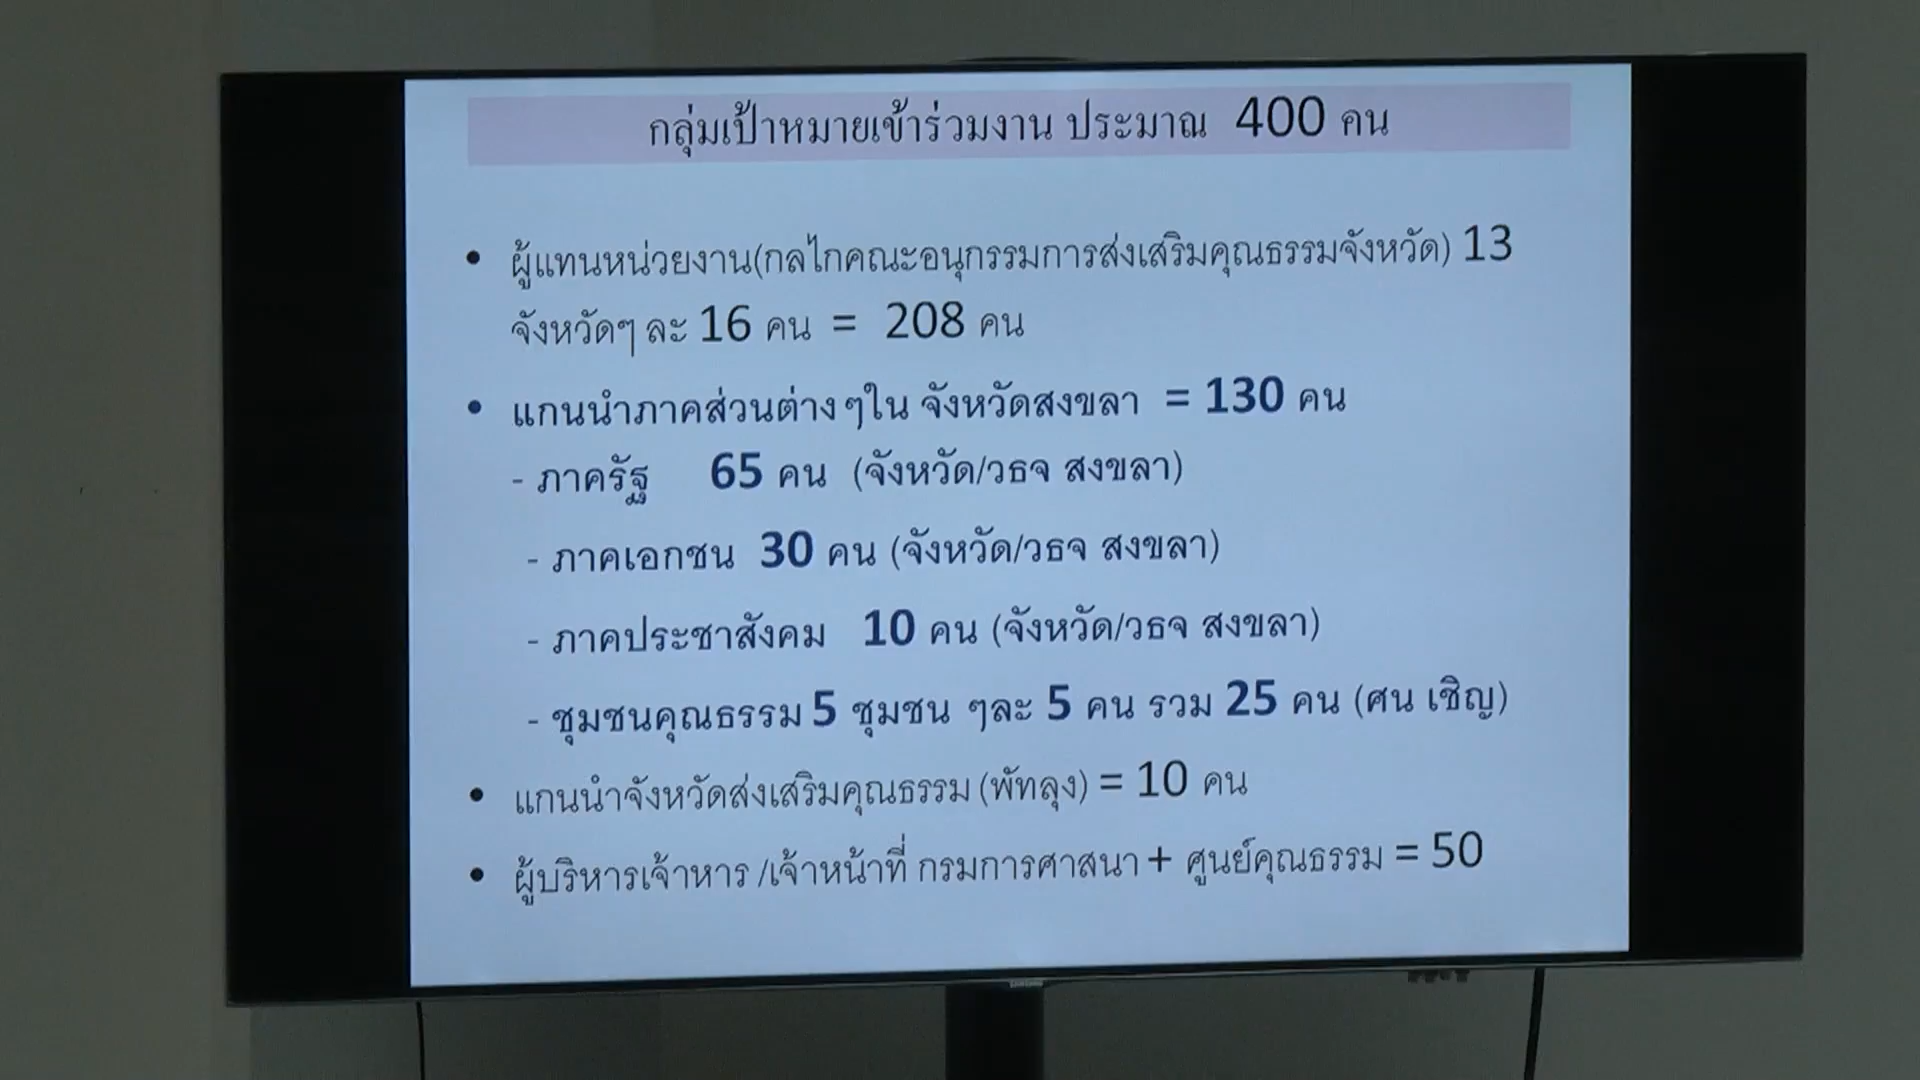 กลุ่มเป้าหมายเข้าร่วมงาน ประมาณ 400 คน
• ผู้แทนหน่วยงาน(กลไกคณะอนุกรรมการส่งเสริมคุณธรรมจังหวัด) 13
จังหวัดๆ ละ 16 คน = 208 คน
• แกนนำภาคส่วนต่าง ๆใน จังหวัดสงขลา = 130 คน
- ภาครัฐ 65 คน (จังหวัด/วธจ สงขลา)
- ภาคเอกชน 30 คน (จังหวัด/วธจ สงขลา)
- ภาคประชาสังคม 10 คน (จังหวัด/วธจ สงขลา)
- ชุมชนคุณธรรม 5 ชุมชน ๆละ 5 คน รวม 25 คน (ศน เชิญ)
• แกนนำจังหวัดส่งเสริมคุณธรรม (พัทลุง) = 10 คน
• ผู้บริหารเจ้าหาร /เจ้าหน้าที่ กรมการศาสนา + ศูนย์คุณธรรม = 50
SAMSUNG